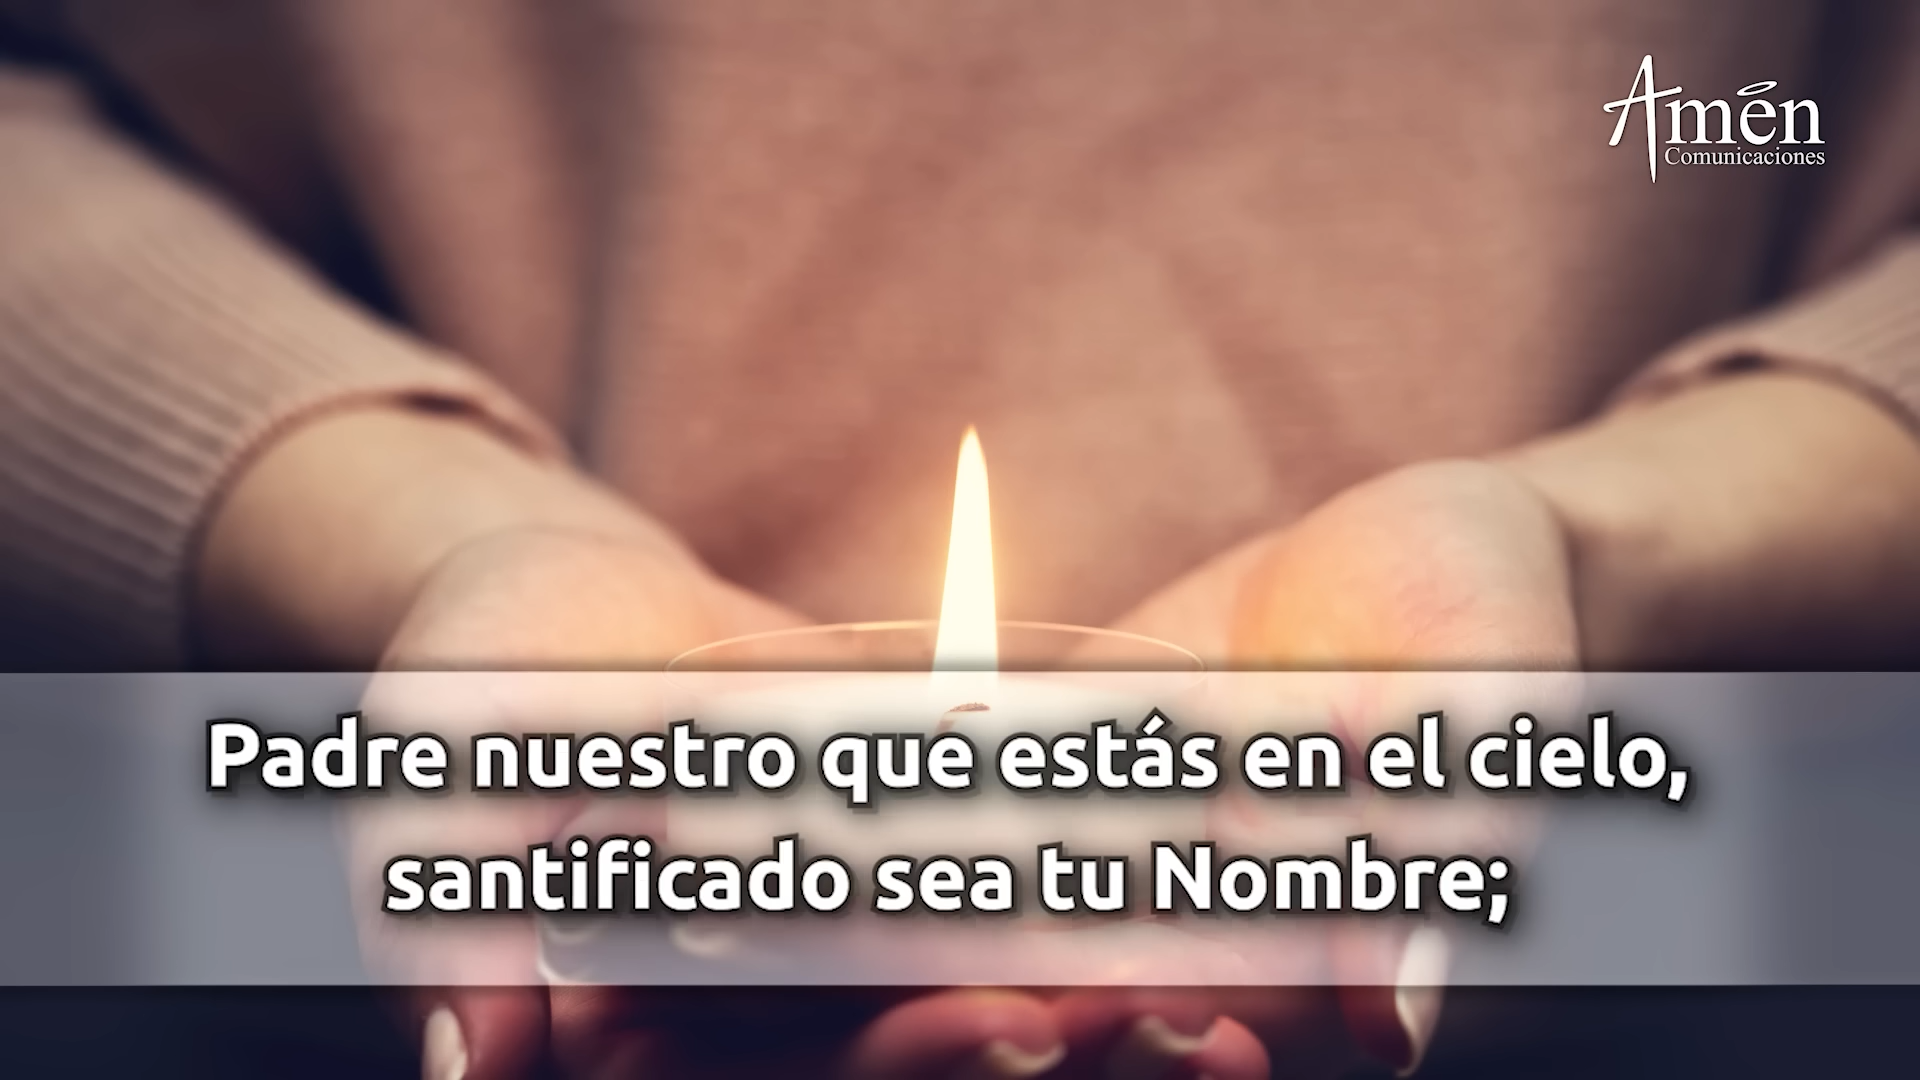 Amén
Comunicaciones
Padre nuestro que estás en el cielo,
santificado sea tu Nombre;